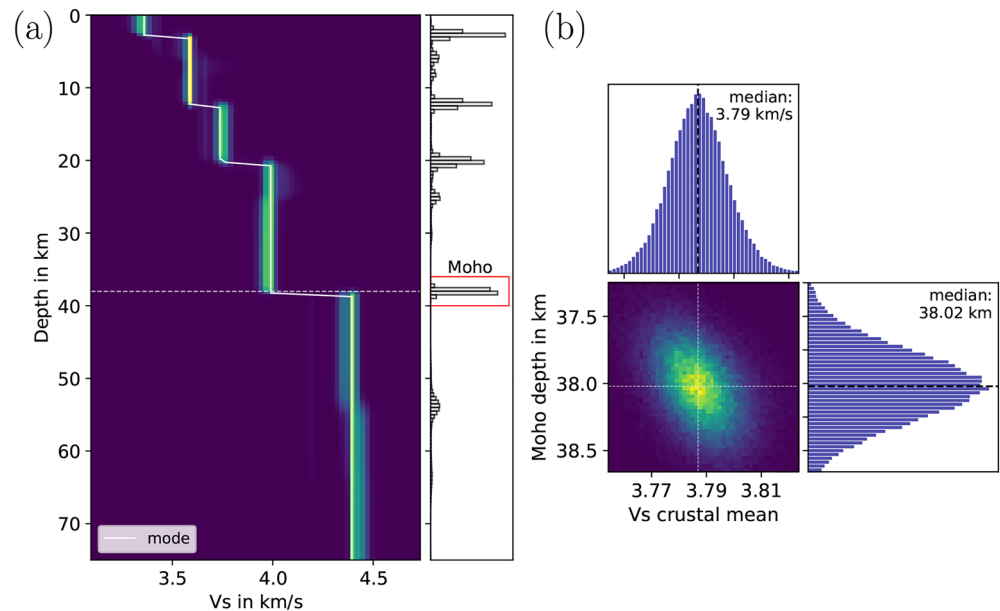 (a)
0
10
20
30
40
50
60
70
Depth in km
3.5 4.0 4.5
Vs in km/s
mode
Moho
(b)
median:
3.79 km/s
median:
38.02 km
37.5
38.0
38.5
Moho depth in km
3.77 3.79 3.81
Vs crustal mean